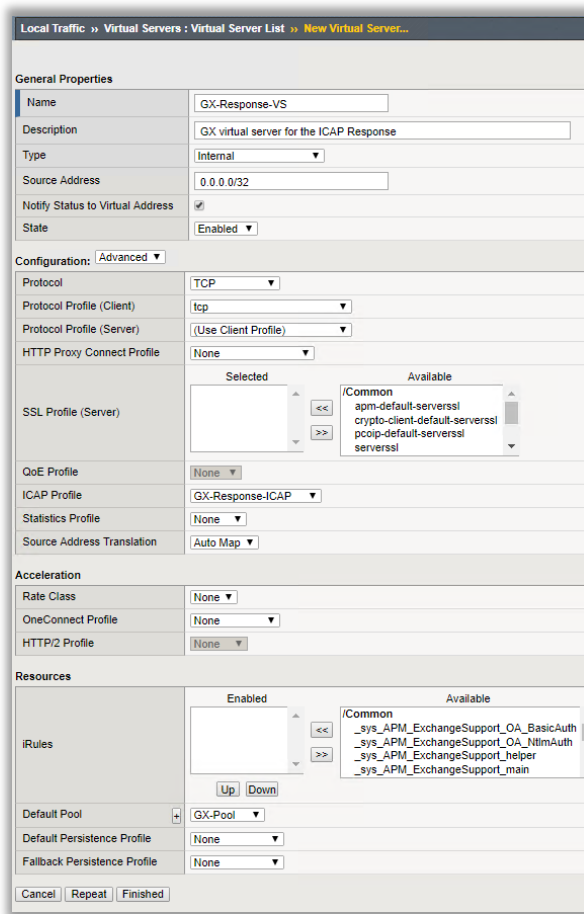 Local Traffic » Virtual Servers : Virtual Server List » New Virtual Server...
General Properties
Name GX-Response-VS
Description GX virtual server for the ICAP Response
Type Internal
Source Address 0.0.0.0/32
Notify Status to Virtual Address
State Enabled
Configuration: Advanced
Protocol TCP
Protocol Profile (Client) tcp
Protocol Profile (Server) (Use Client Profile)
HTTP Proxy Connect Profile None
Selected Available
SSL Profile (Server) << >> /Common
apm-default-serverssl
crypto-client-default-serverssl
pcoip-default-serverssl
serverssl
QoE Profile None
ICAP Profile GX-Response-ICAP
Statistics Profile None
Source Address Translation Auto Map
Acceleration
Rate Class None
OneConnect Profile None
HTTP/2 Profile None
Resources
Enabled Available
iRules << >> /Common
_sys_APM_ExchangeSupport_OA_BasicAuth
_sys_APM_ExchangeSupport_OA_NtlmAuth
_sys_APM_ExchangeSupport_helper
_sys_APM_ExchangeSupport_main
Up Down
Default Pool + GX-Pool
Default Persistence Profile None
Fallback Persistence Profile None
Cancel Repeat Finished